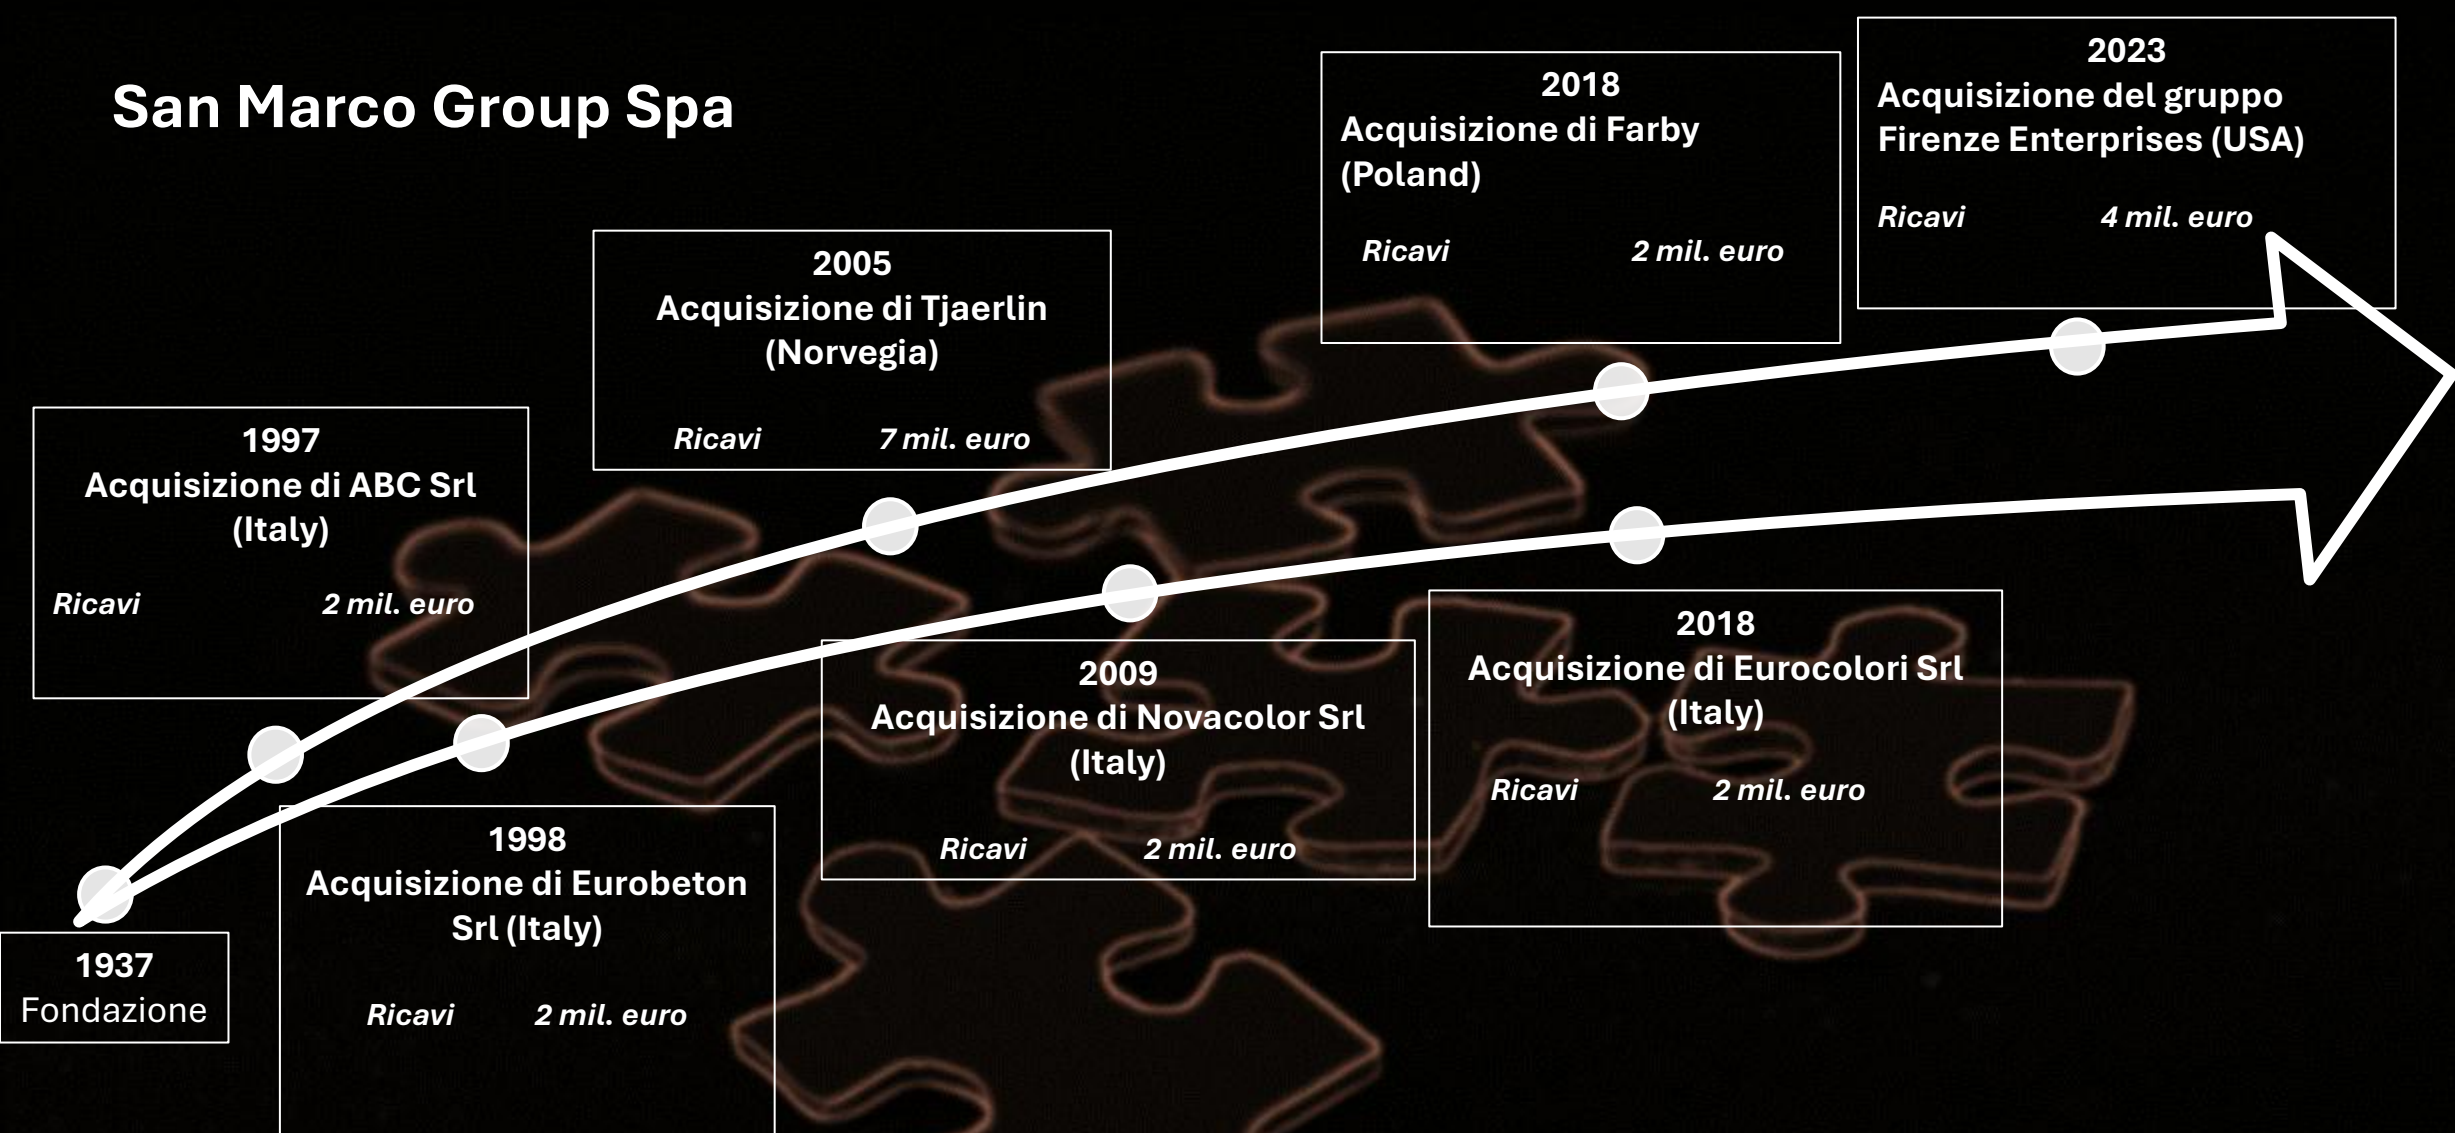 San Marco Group Spa
1937
Fondazione
1997
Acquisizione di ABC Srl
(Italy)
Ricavi 2 mil. euro
1998
Acquisizione di Eurobeton
Srl (Italy)
Ricavi 2 mil. euro
2005
Acquisizione di Tjaerlin
(Norvegia)
Ricavi 7 mil. euro
2009
Acquisizione di Novacolor Srl
(Italy)
Ricavi 2 mil. euro
2018
Acquisizione di Farby
(Poland)
Ricavi 2 mil. euro
2018
Acquisizione di Eurocolori Srl
(Italy)
Ricavi 2 mil. euro
2023
Acquisizione del gruppo
Firenze Enterprises (USA)
Ricavi 4 mil. euro